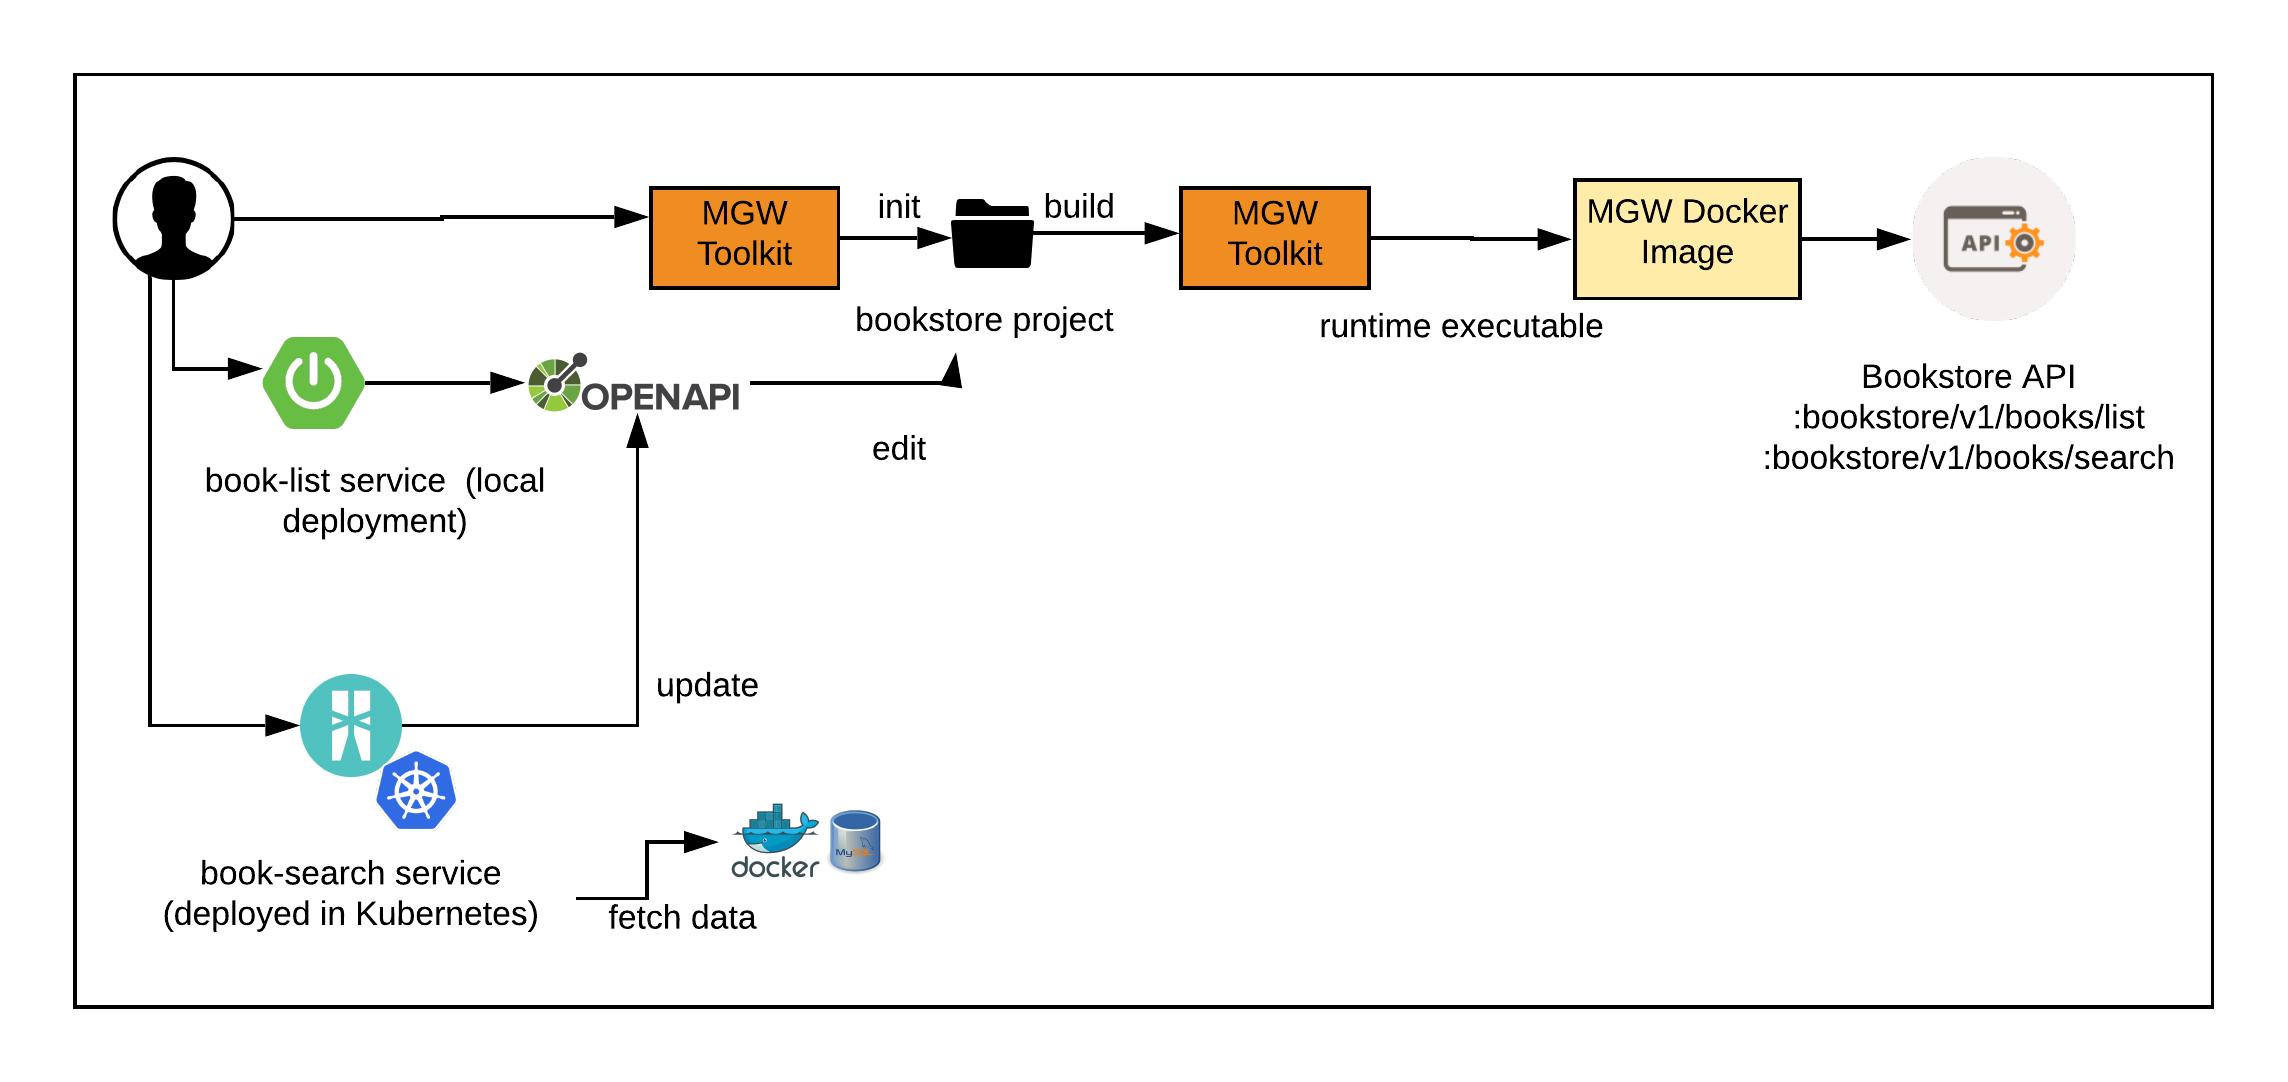 MGW
Toolkit
init
bookstore project
build
MGW
Toolkit
runtime executable
MGW Docker
Image
API
Bookstore API
:bookstore/v1/books/list
:bookstore/v1/books/search
OPENAPI
edit
book-list service  (local
deployment)
update
book-search service
(deployed in Kubernetes)
fetch data
docker